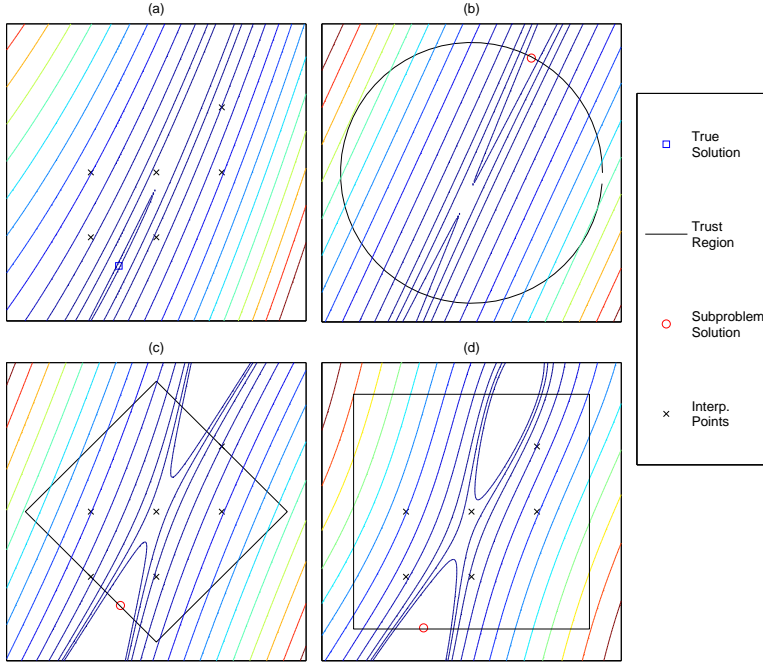 (a)
(b)
(c)
(d)
True
Solution
Trust
Region
Subproblem
Solution
Interp.
Points